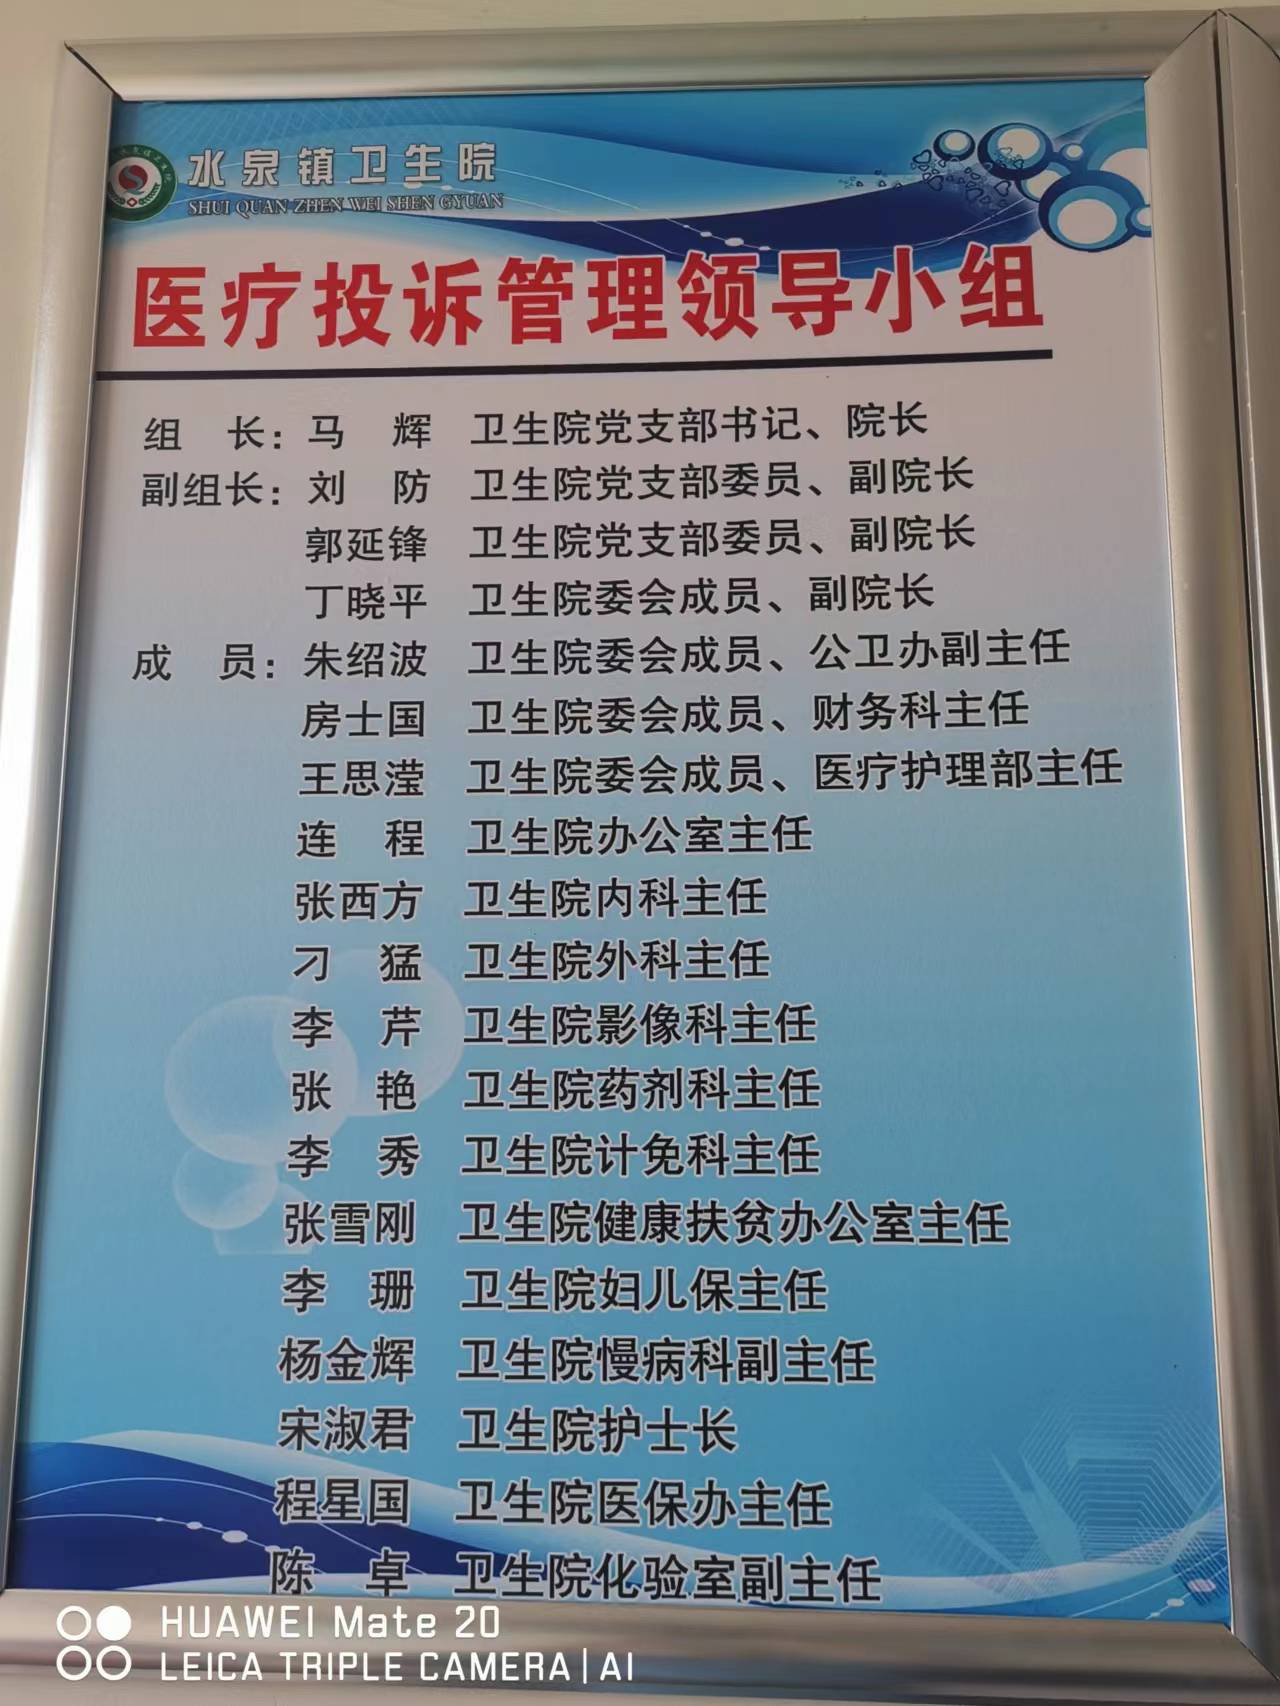 水泉镇卫生院
SHUI QUAN ZHEN WEI SHEN GYUAN
医疗投诉管理领导小组
组 长：马 辉 卫生院党支部书记、院长
副组长：刘 防 卫生院党支部委员、副院长
郭延锋 卫生院党支部委员、副院长
丁晓平 卫生院委会成员、副院长
成 员：朱绍波 卫生院委会成员、公卫办副主任
房士国 卫生院委会成员、财务科主任
王思滢 卫生院委会成员、医疗护理部主任
连 程 卫生院办公室主任
张西方 卫生院内科主任
刁 猛 卫生院外科主任
李 芹 卫生院影像科主任
张 艳 卫生院药剂科主任
李 秀 卫生院计免科主任
张雪刚 卫生院健康扶贫办公室主任
李 珊 卫生院妇儿保主任
杨金辉 卫生院慢病科副主任
宋淑君 卫生院护士长
程星国 卫生院医保办主任
陈 卓 卫生院化验室副主任
HUAWEI Mate 20
LEICA TRIPLE CAMERA | AI